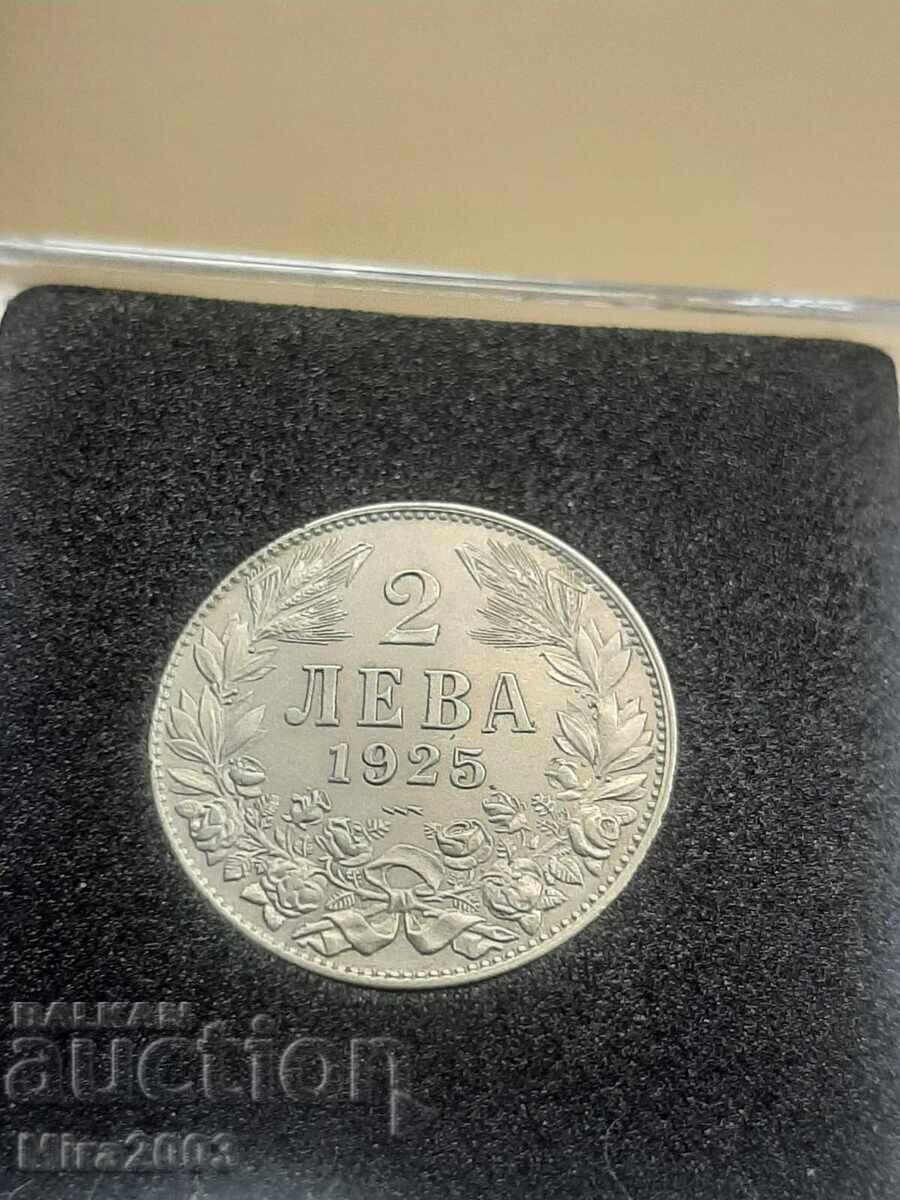 2
ЛЕВА
1925
BALKAN
auction
Mira2003